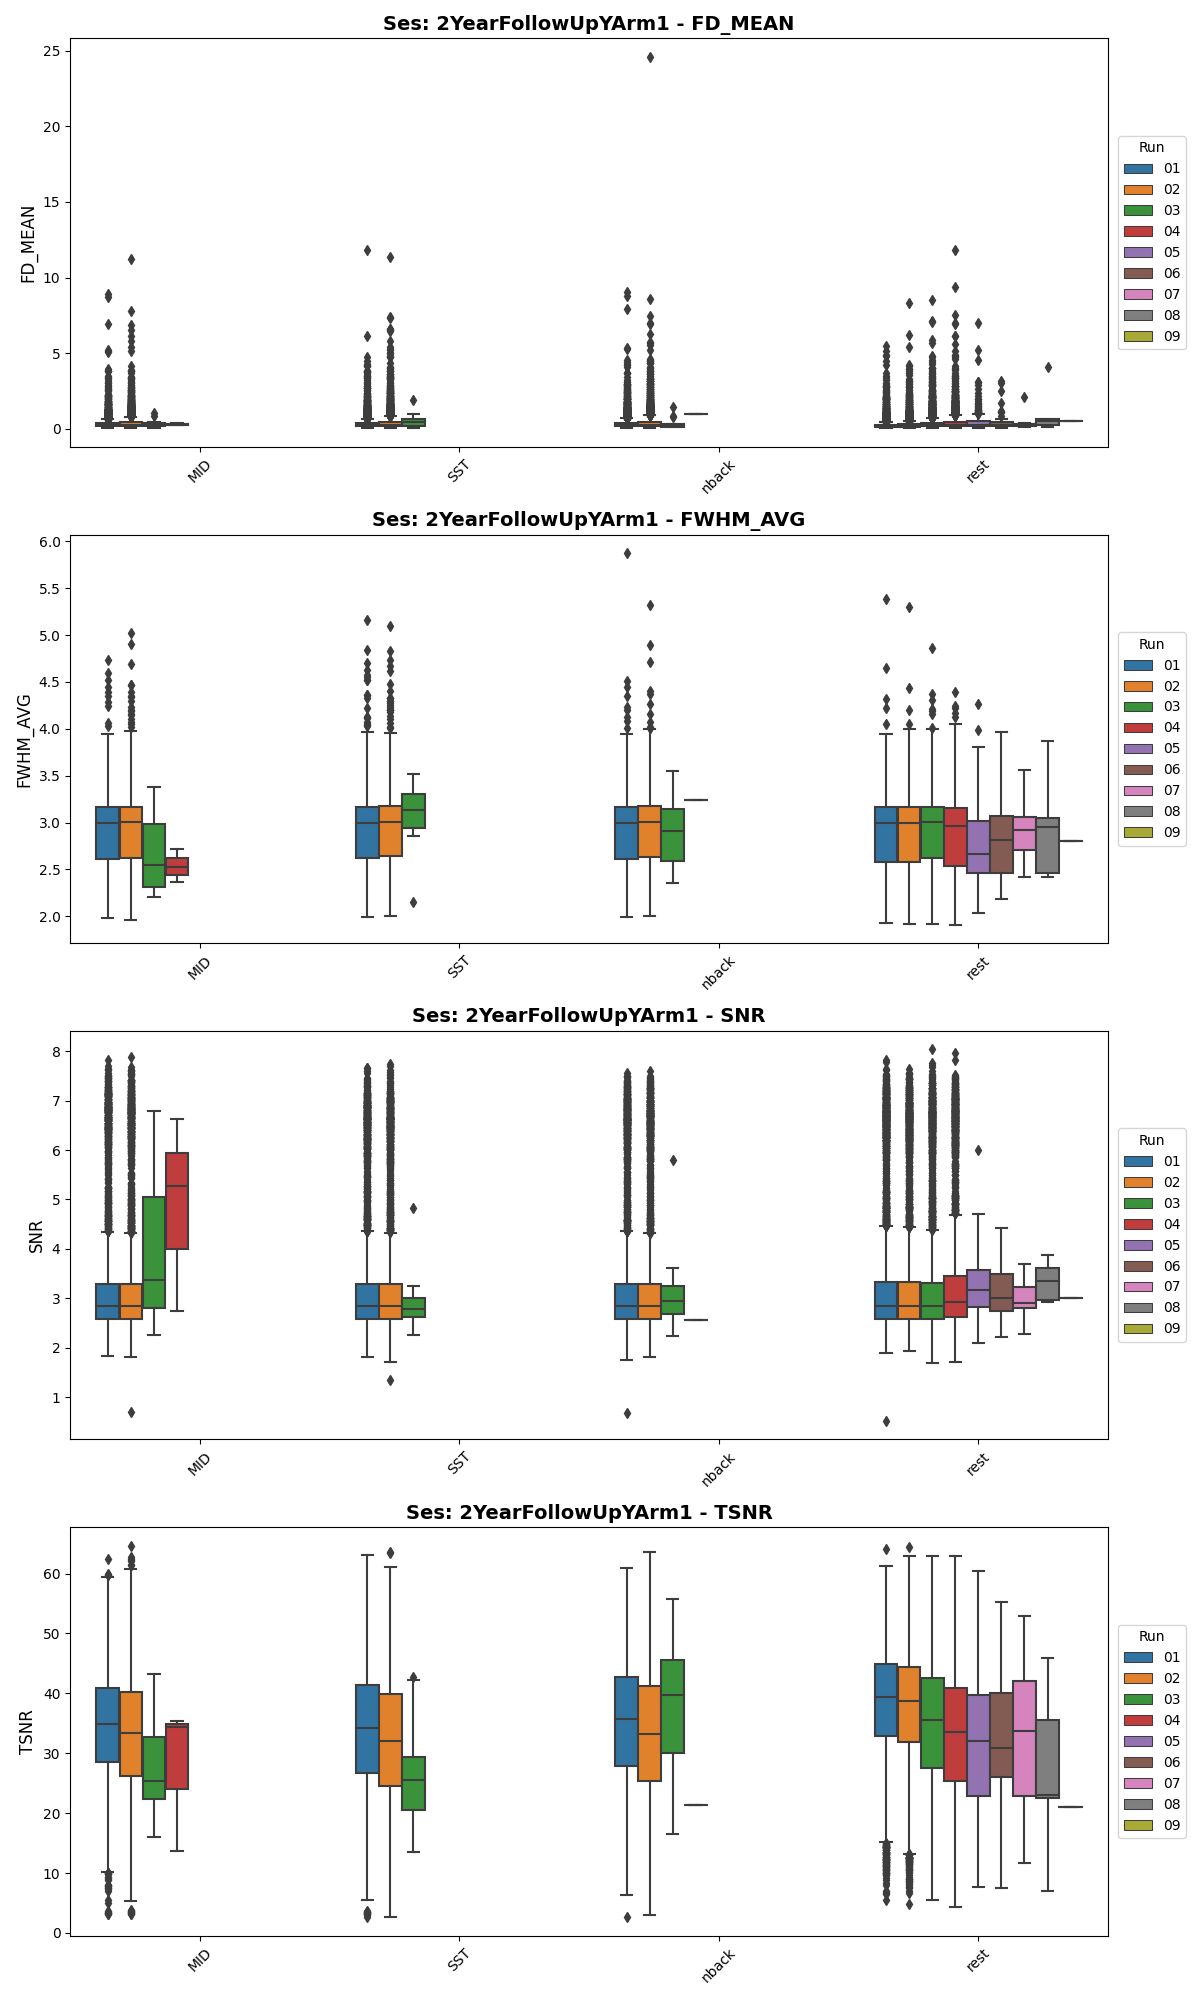 Ses: 2YearFollowUpYArm1 - FD_MEAN
25
20
15
10
5
0
FD_MEAN
MID
SST
nback
rest
Run
01
02
03
04
05
06
07
08
09
Ses: 2YearFollowUpYArm1 - FWHM_AVG
6.0
5.5
5.0
4.5
4.0
3.5
3.0
2.5
2.0
FWHM_AVG
MID
SST
nback
rest
Run
01
02
03
04
05
06
07
08
09
Ses: 2YearFollowUpYArm1 - SNR
8
7
6
5
4
3
2
1
SNR
MID
SST
nback
rest
Run
01
02
03
04
05
06
07
08
09
Ses: 2YearFollowUpYArm1 - TSNR
60
50
40
30
20
10
0
TSNR
MID
SST
nback
rest
Run
01
02
03
04
05
06
07
08
09